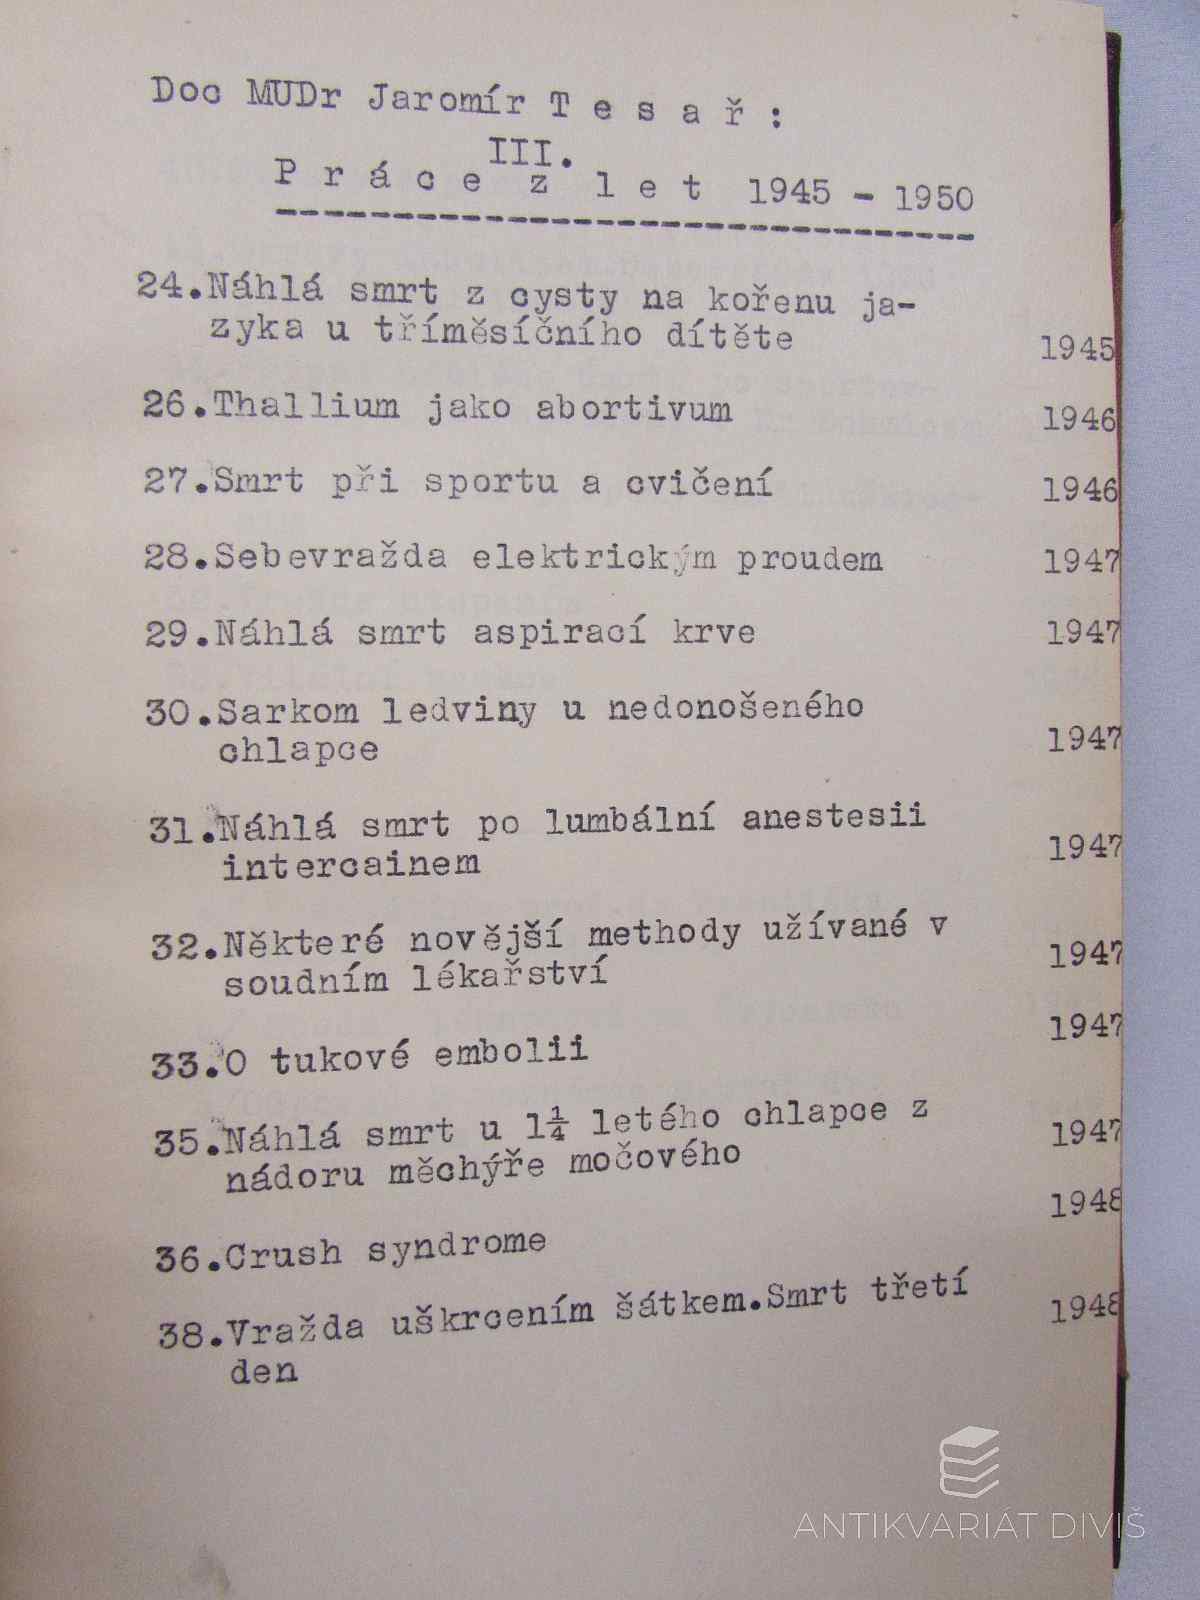 Doc MUDr Jaromír T e s a ř :
III.
P r á c e z l e t 1945 - 1950
24.Náhlá smrt z cysty na kořenu ja-
zyka u tříměsíčního dítěte 1945
26.Thallium jako abortivum 1946
27.Smrt při sportu a cvičení 1946
28.Sebevražda elektrickým proudem 1947
29.Náhlá smrt aspirací krve 1947
30.Sarkom ledviny u nedonošeného
chlapce 1947
31.Náhlá smrt po lumbální anestesii
intercainem 1947
32.Některé novější methody užívané v
soudním lékařství 1947
33.O tukové embolii 1947
35.Náhlá smrt u 1¼ letého chlapce z
nádoru měchýře močového 1947
36.Crush syndrome 1948
38.Vražda uškrcením šátkem.Smrt třetí
den 1948
ANTIKVARIÁT DIVIŠ